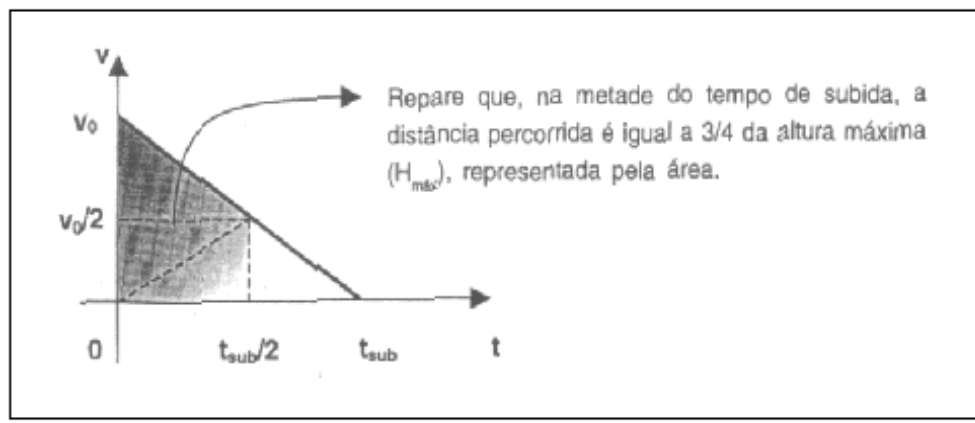 v
Repare que, na metade do tempo de subida, a
v₀
distância percorrida é igual a 3/4 da altura máxima
(Hₘₐₓ), representada pela área.
v₀/2
0
t_sub/2
t_sub
t